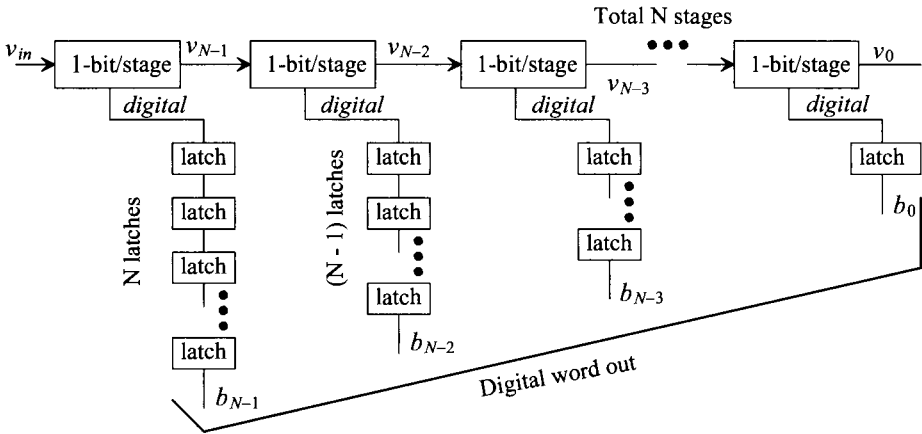 Total N stages
v_in 1-bit/stage v_{N–1} 1-bit/stage v_{N–2} 1-bit/stage v_{N–3} 1-bit/stage v_0
digital digital digital digital
latch latch latch latch
N latches
(N - 1) latches
latch latch
b_0
latch latch
latch
b_{N–3}
latch
b_{N–2}
b_{N–1}
Digital word out